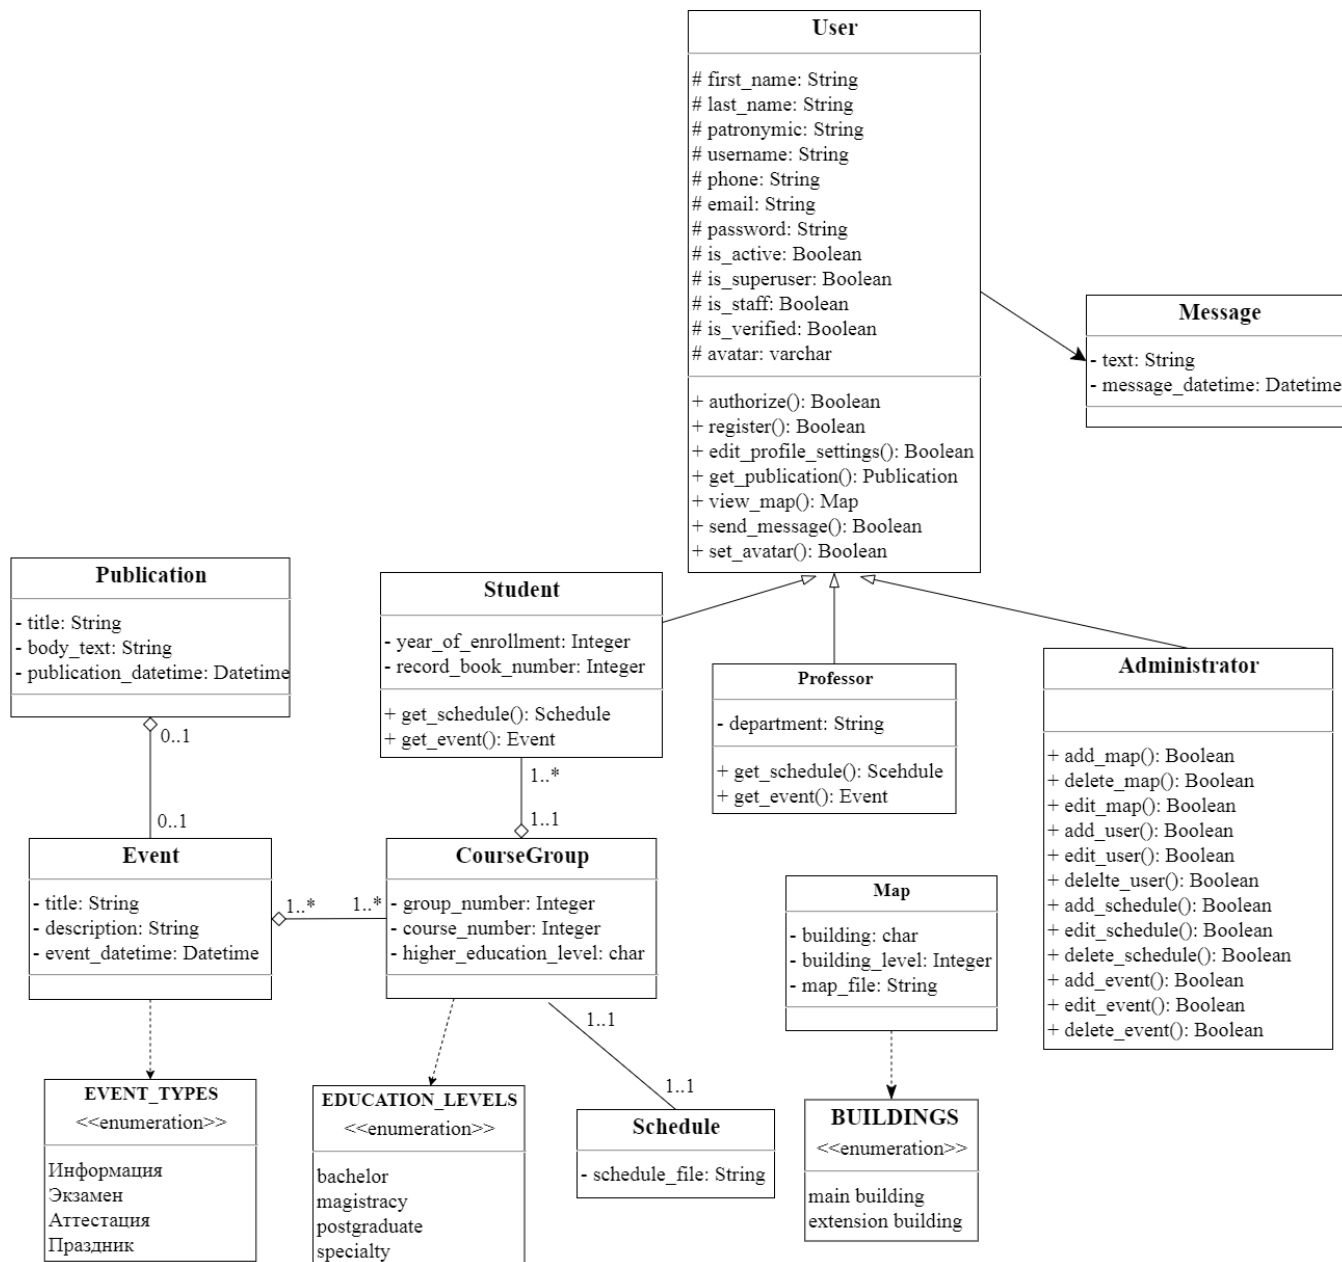 User
# first_name: String
# last_name: String
# patronymic: String
# username: String
# phone: String
# email: String
# password: String
# is_active: Boolean
# is_superuser: Boolean
# is_staff: Boolean
# is_verified: Boolean
# avatar: varchar
+ authorize(): Boolean
+ register(): Boolean
+ edit_profile_settings(): Boolean
+ get_publication(): Publication
+ view_map(): Map
+ send_message(): Boolean
+ set_avatar(): Boolean
Message
- text: String
- message_datetime: Datetime
Publication
- title: String
- body_text: String
- publication_datetime: Datetime
0..1
0..1
Student
- year_of_enrollment: Integer
- record_book_number: Integer
+ get_schedule(): Schedule
+ get_event(): Event
1..*
1..1
Professor
- department: String
+ get_schedule(): Scehdule
+ get_event(): Event
Administrator
+ add_map(): Boolean
+ delete_map(): Boolean
+ edit_map(): Boolean
+ add_user(): Boolean
+ edit_user(): Boolean
+ delelte_user(): Boolean
+ add_schedule(): Boolean
+ edit_schedule(): Boolean
+ delete_schedule(): Boolean
+ add_event(): Boolean
+ edit_event(): Boolean
+ delete_event(): Boolean
Event
- title: String
- description: String
- event_datetime: Datetime
1..*
1..*
CourseGroup
- group_number: Integer
- course_number: Integer
- higher_education_level: char
1..1
1..1
Map
- building: char
- building_level: Integer
- map_file: String
EVENT_TYPES
<<enumeration>>
Информация
Экзамен
Аттестация
Праздник
EDUCATION_LEVELS
<<enumeration>>
bachelor
magistracy
postgraduate
specialty
Schedule
- schedule_file: String
BUILDINGS
<<enumeration>>
main building
extension building